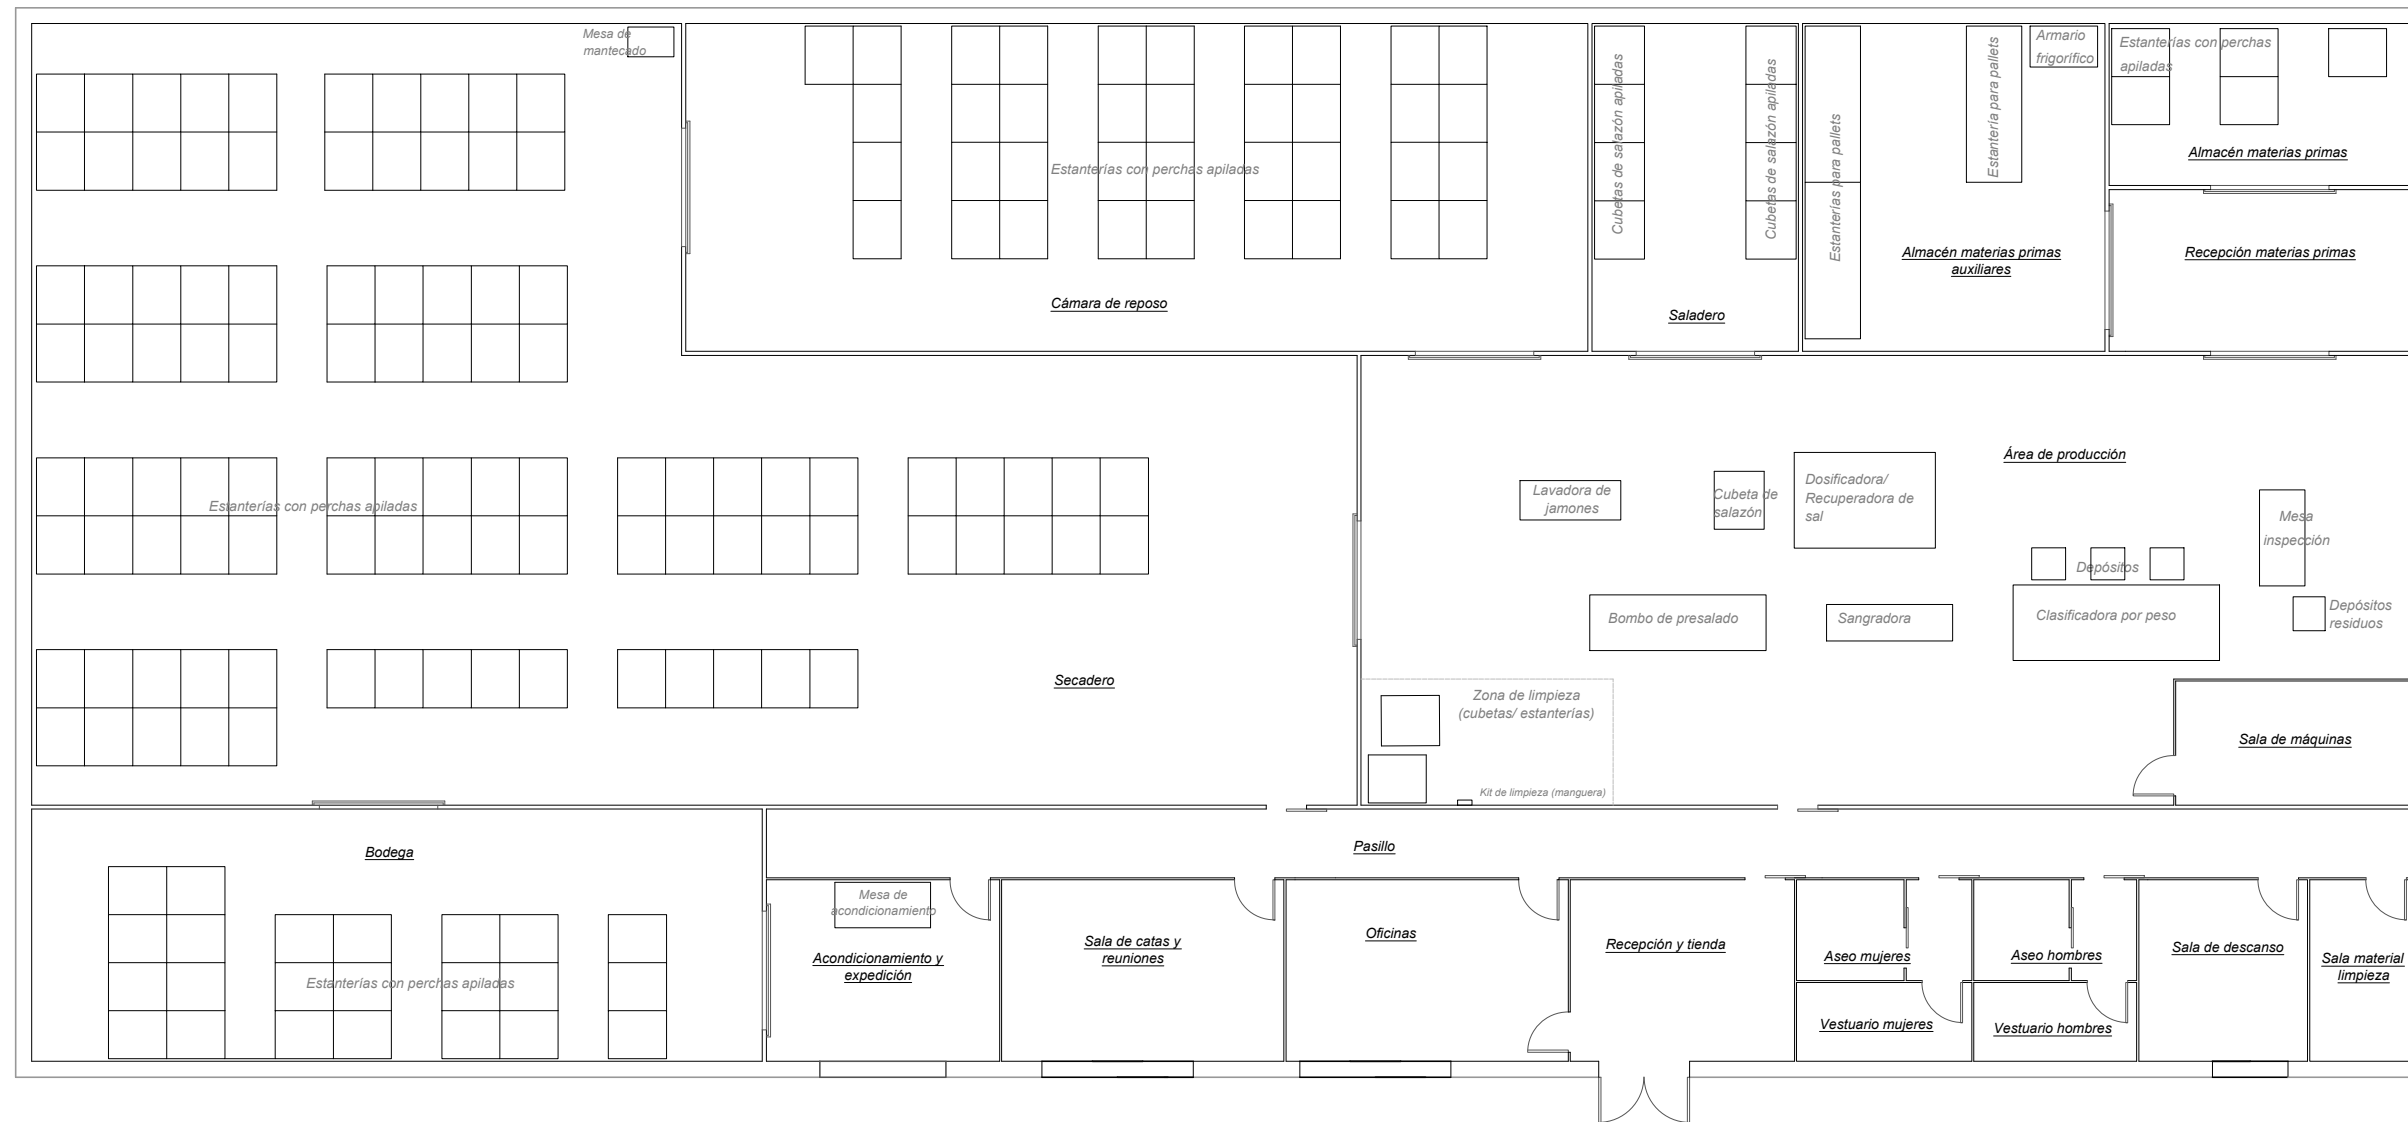 Mesa de
mantecado
Estanterías con perchas apiladas
Cámara de reposo
Cubetas de salazón apiladas
Cubetas de salazón apiladas
Saladero
Estanterías para pallets
Estantería para pallets
Armario
frigorífico
Almacén materias primas
auxiliares
Estanterías con perchas
apiladas
Almacén materias primas
Recepción materias primas
Área de producción
Lavadora de
jamones
Cubeta de
salazón
Dosificadora/
Recuperadora de
sal
Mesa
inspección
Depósitos
Bombo de presalado
Sangradora
Clasificadora por peso
Depósitos
residuos
Estanterías con perchas apiladas
Secadero
Zona de limpieza
(cubetas/ estanterías)
Kit de limpieza (manguera)
Sala de máquinas
Bodega
Pasillo
Estanterías con perchas apiladas
Mesa de
acondicionamiento
Acondicionamiento y
expedición
Sala de catas y
reuniones
Oficinas
Recepción y tienda
Aseo mujeres
Aseo hombres
Sala de descanso
Sala material
limpieza
Vestuario mujeres
Vestuario hombres